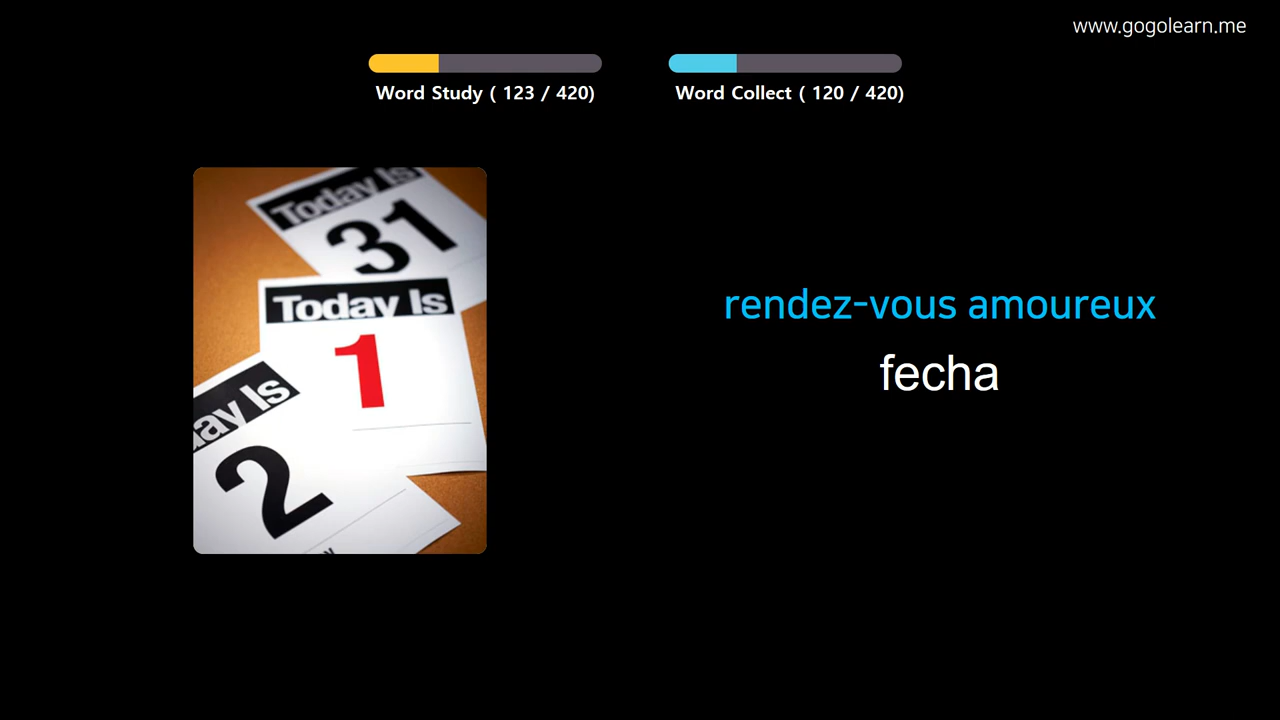 www.gogolearn.me
Word Study ( 123 / 420)
Word Collect ( 120 / 420)
Today Is
31
Today Is
1
ay Is
2
rendez-vous amoureux
fecha